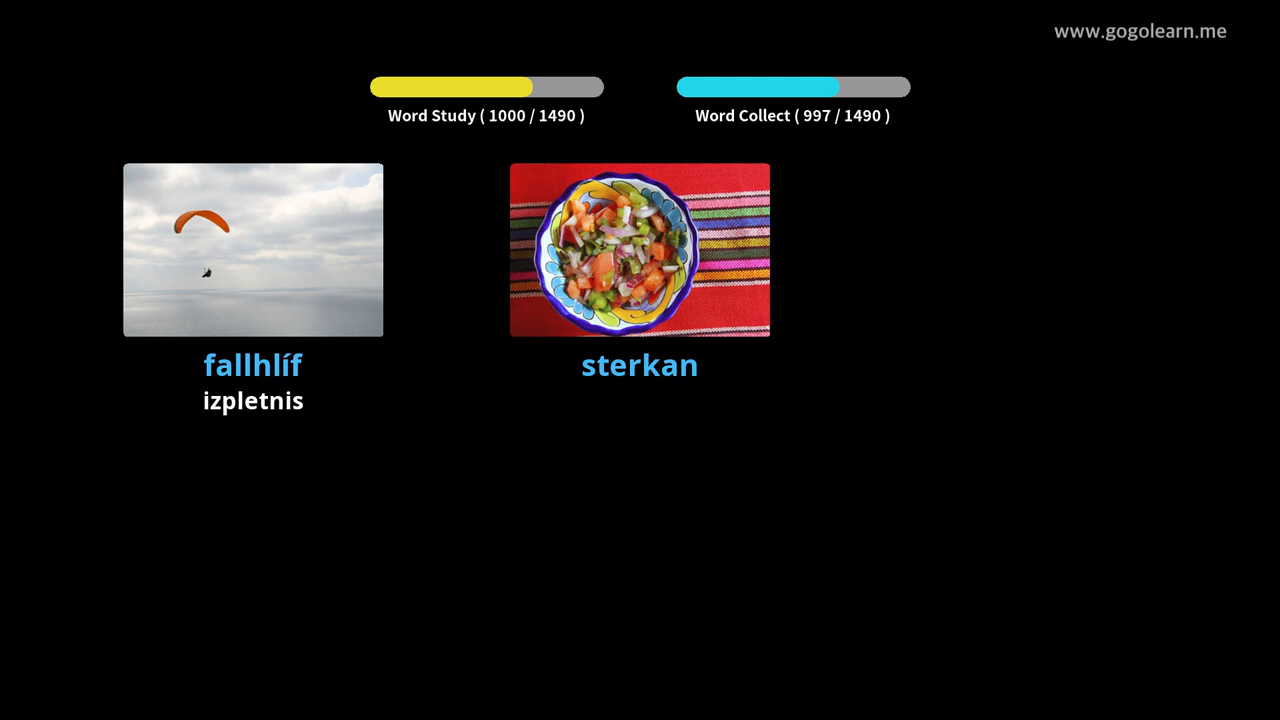 www.gogolearn.me
Word Study ( 1000 / 1490 )
Word Collect ( 997 / 1490 )
fallhlíf
izpletnis
sterkan